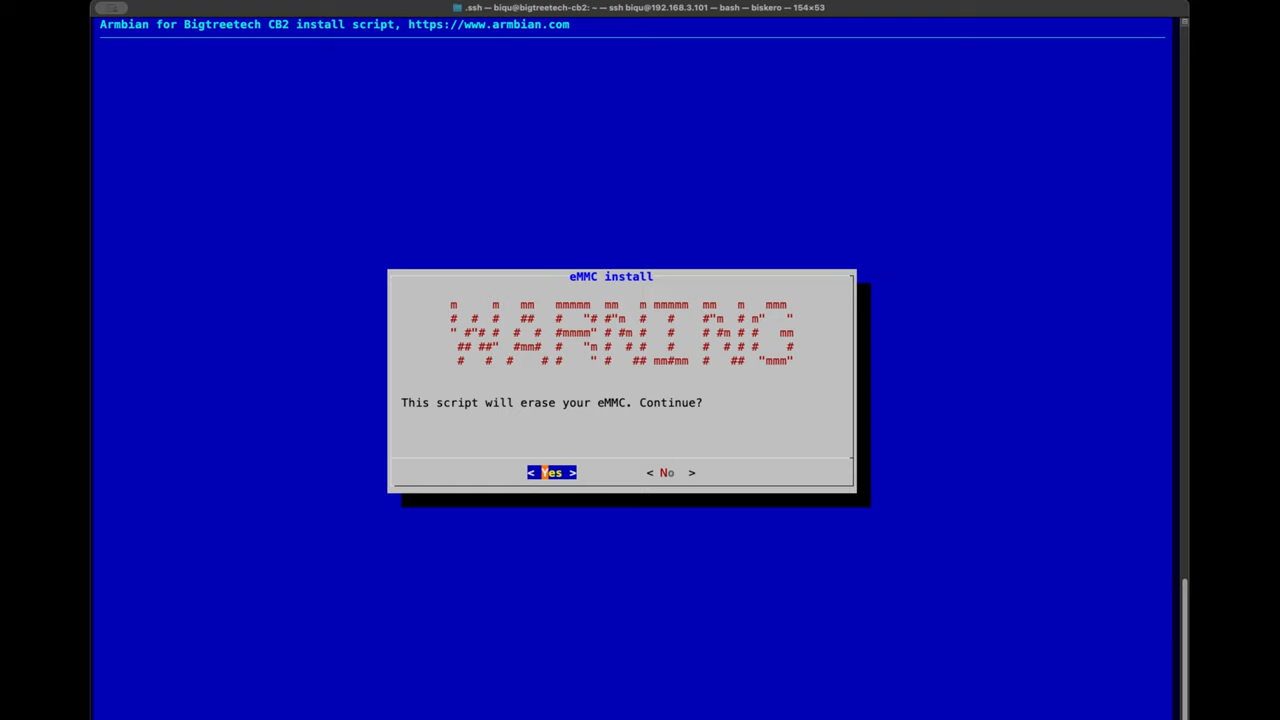 .ssh — biqu@bigtreetech-cb2: ~ — ssh biqu@192.168.3.101 — bash — biskero — 154×53
Armbian for Bigtreetech CB2 install script, https://www.armbian.com
eMMC install
WARNING
This script will erase your eMMC. Continue?
< Yes > < No >